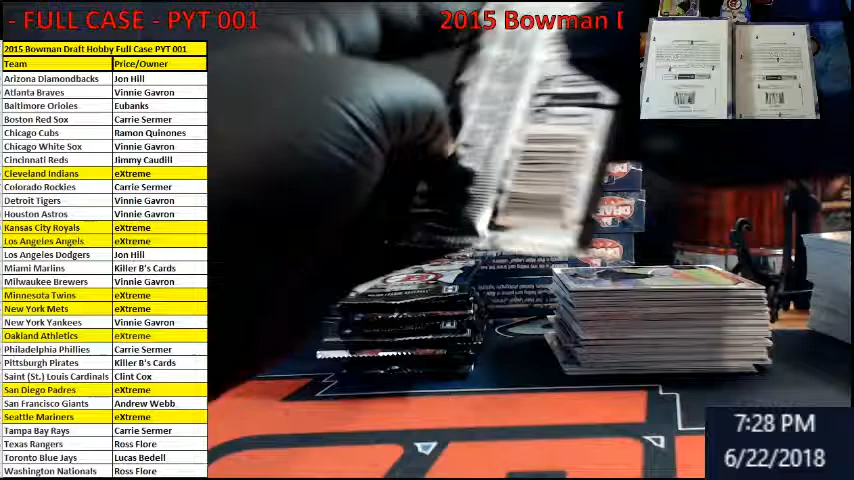 - FULL CASE - PYT 001
2015 Bowman D
2015 Bowman Draft Hobby Full Case PYT 001
Team Price/Owner
Arizona Diamondbacks Jon Hill
Atlanta Braves Vinnie Gavron
Baltimore Orioles Eubanks
Boston Red Sox Carrie Sermer
Chicago Cubs Ramon Quinones
Chicago White Sox Vinnie Gavron
Cincinnati Reds Jimmy Caudill
Cleveland Indians eXtreme
Colorado Rockies Carrie Sermer
Detroit Tigers Vinnie Gavron
Houston Astros Vinnie Gavron
Kansas City Royals eXtreme
Los Angeles Angels eXtreme
Los Angeles Dodgers Jon Hill
Miami Marlins Killer B's Cards
Milwaukee Brewers Vinnie Gavron
Minnesota Twins eXtreme
New York Mets eXtreme
New York Yankees Vinnie Gavron
Oakland Athletics eXtreme
Philadelphia Phillies Carrie Sermer
Pittsburgh Pirates Killer B's Cards
Saint (St.) Louis Cardinals Clint Cox
San Diego Padres eXtreme
San Francisco Giants Andrew Webb
Seattle Mariners eXtreme
Tampa Bay Rays Carrie Sermer
Texas Rangers Ross Flore
Toronto Blue Jays Lucas Bedell
Washington Nationals Ross Flore
DRAFT
7:28 PM
6/22/2018